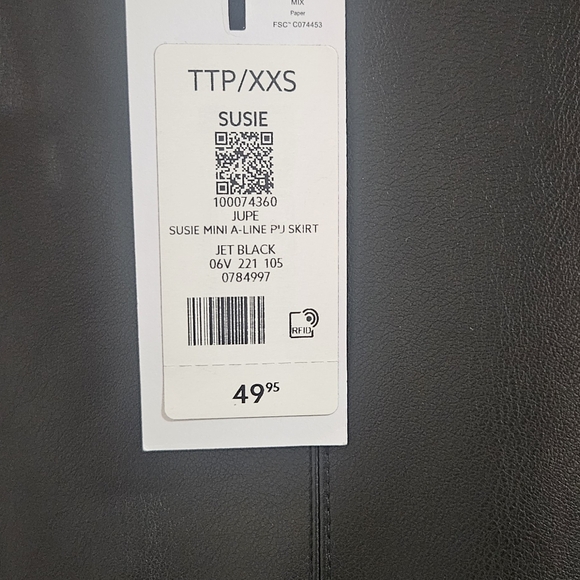 MIX
Paper
FSC™ C074453
TTP/XXS
SUSIE
100074360
JUPE
SUSIE MINI A-LINE PU SKIRT
JET BLACK
06V 221 105
0784997
RFID
49⁹⁵